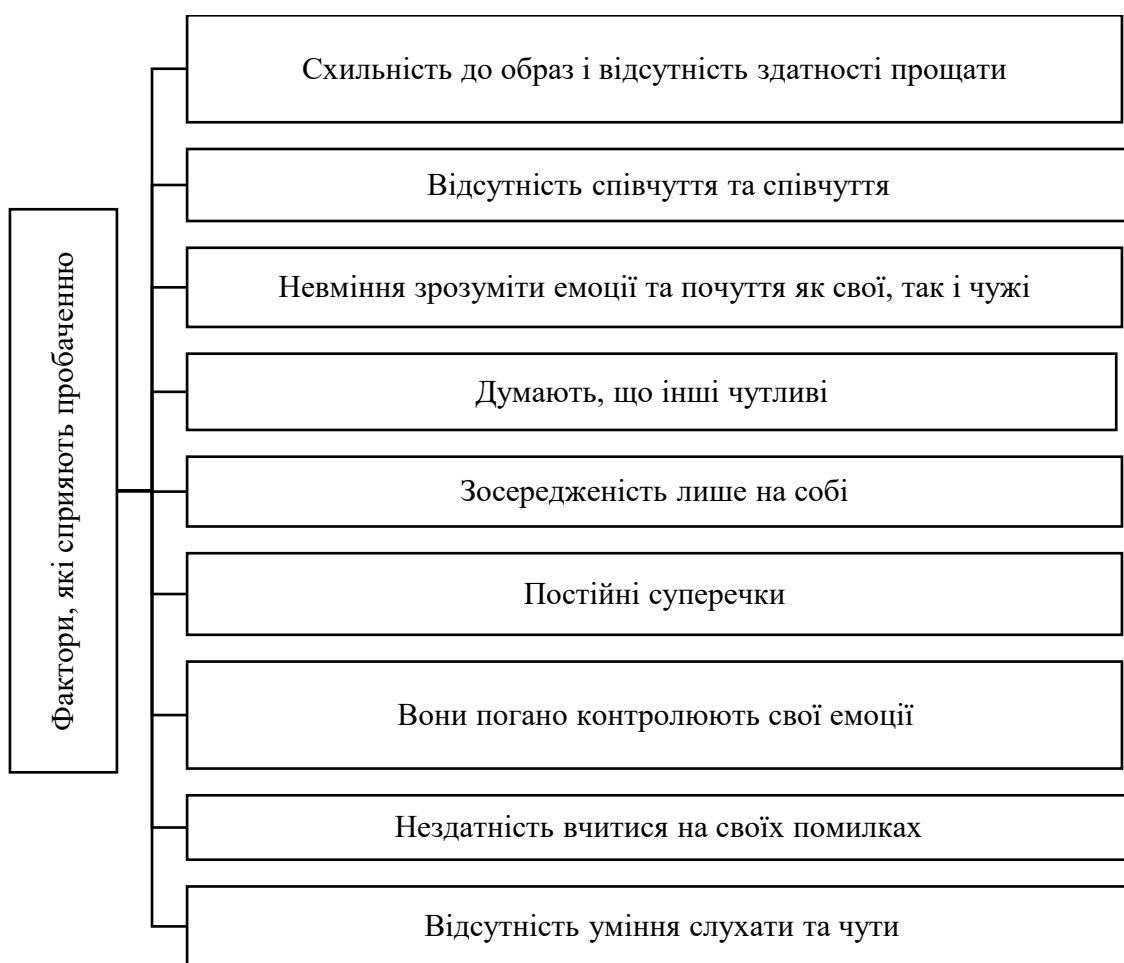 Схильність до образ і відсутність здатності прощати
Відсутність співчуття та співчуття
Невміння зрозуміти емоції та почуття як свої, так і чужі
Думають, що інші чутливі
Зосередженість лише на собі
Постійні суперечки
Вони погано контролюють свої емоції
Нездатність вчитися на своїх помилках
Відсутність уміння слухати та чути
Фактори, які сприяють пробаченню